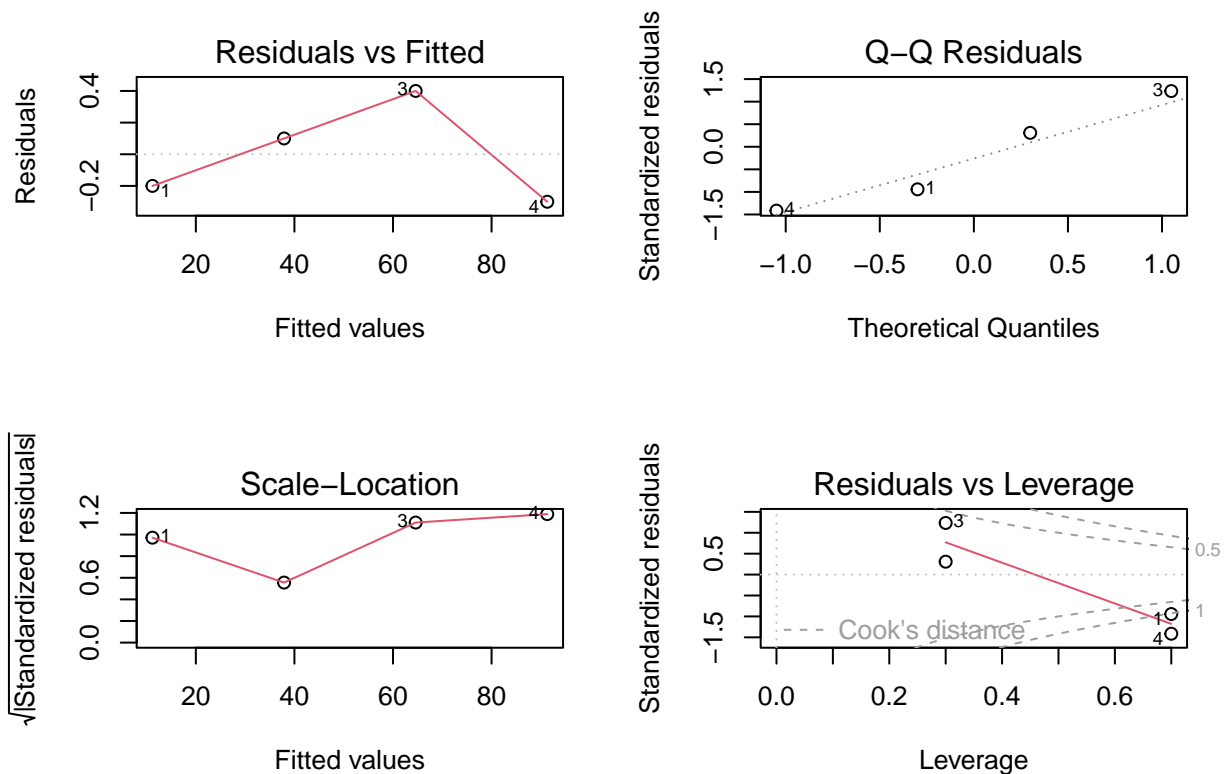 Residuals vs Fitted
Residuals
−0.2 0.4
1
3
4
20 40 60 80
Fitted values
Q−Q Residuals
Standardized residuals
−1.5 0.0 1.5
4
1
3
−1.0 −0.5 0.0 0.5 1.0
Theoretical Quantiles
Scale−Location
√|Standardized residuals|
0.0 0.6 1.2
1
3
4
20 40 60 80
Fitted values
Residuals vs Leverage
Standardized residuals
−1.5 0.5
3
1
4
0.5
1
Cook's distance
0.0 0.2 0.4 0.6
Leverage